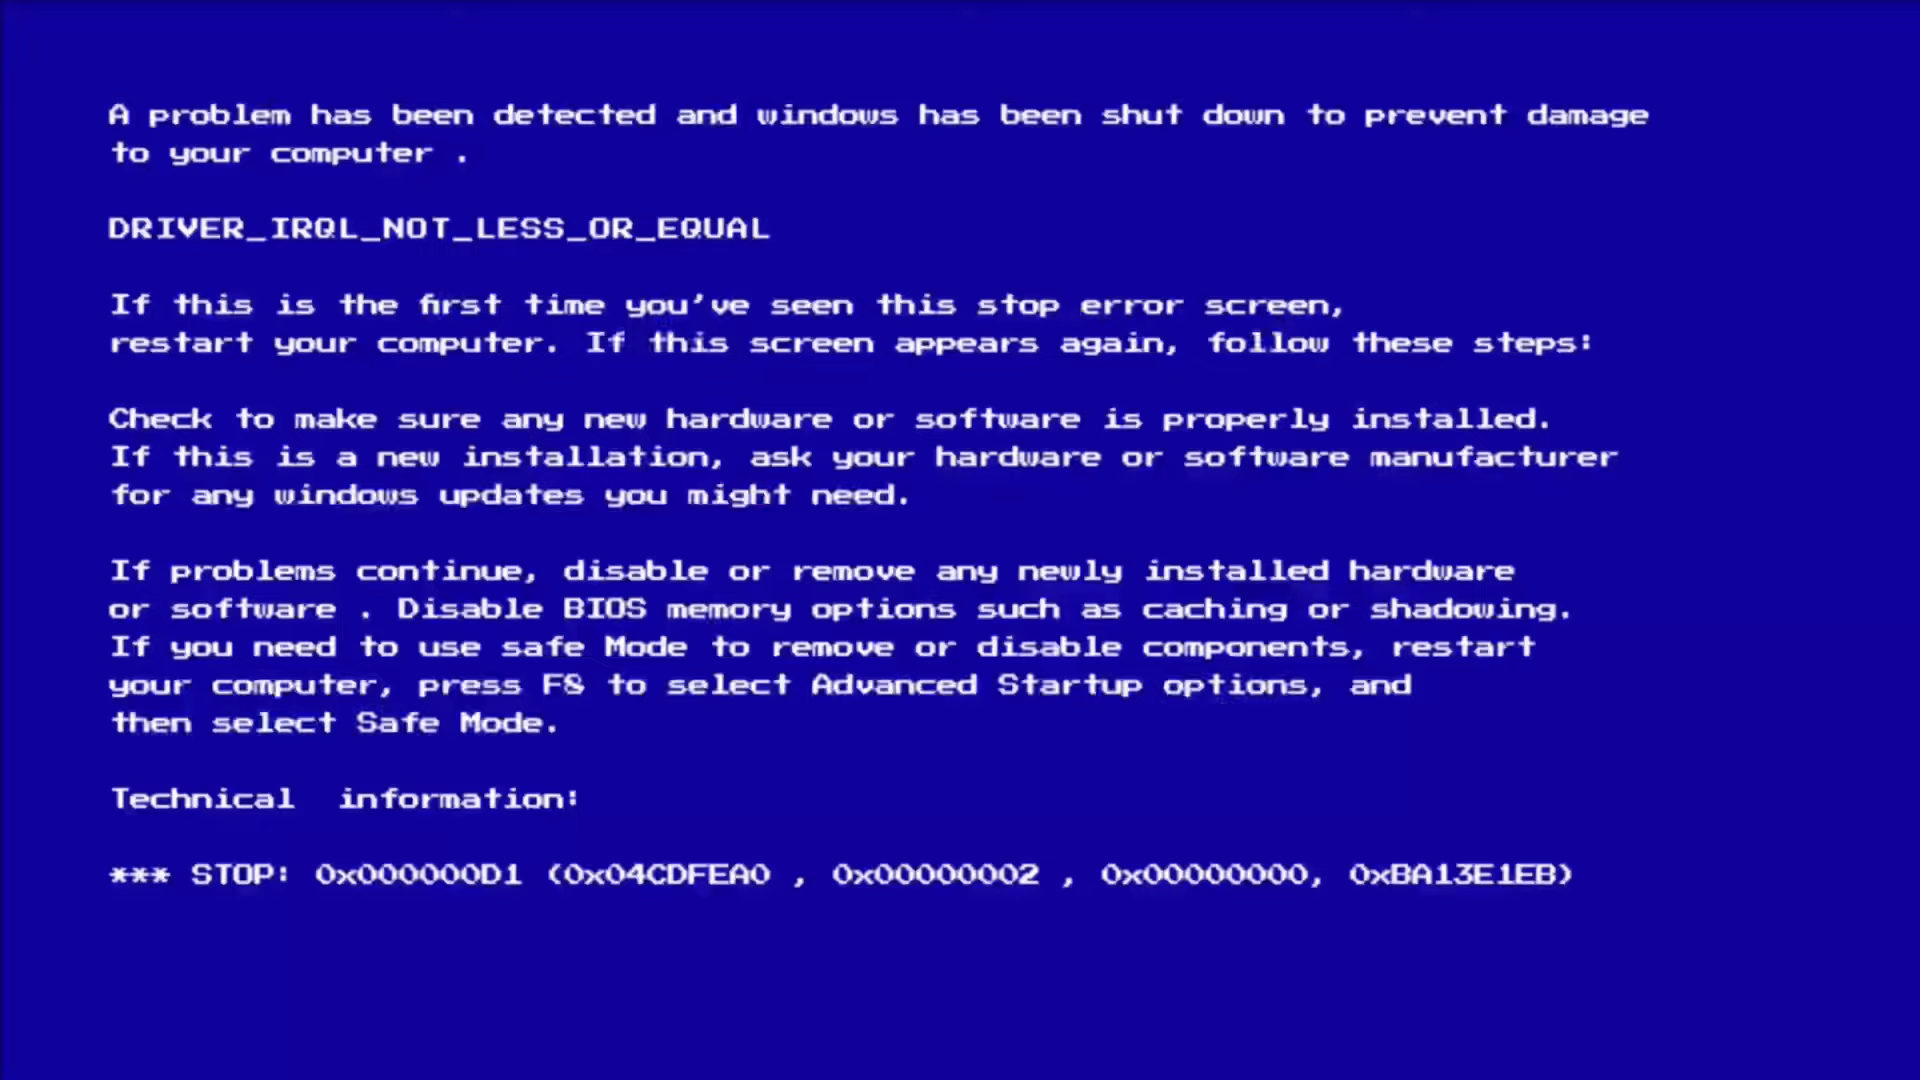 A problem has been detected and windows has been shut down to prevent damage
to your computer .
DRIVER_IRQL_NOT_LESS_OR_EQUAL
If this is the first time you've seen this stop error screen,
restart your computer. If this screen appears again, follow these steps:
Check to make sure any new hardware or software is properly installed.
If this is a new installation, ask your hardware or software manufacturer
for any windows updates you might need.
If problems continue, disable or remove any newly installed hardware
or software . Disable BIOS memory options such as caching or shadowing.
If you need to use safe Mode to remove or disable components, restart
your computer, press F& to select Advanced Startup options, and
then select Safe Mode.
Technical  information:
*** STOP: 0x000000D1 (0x04CDFEA0 , 0x00000002 , 0x00000000, 0xBA13E1EB)